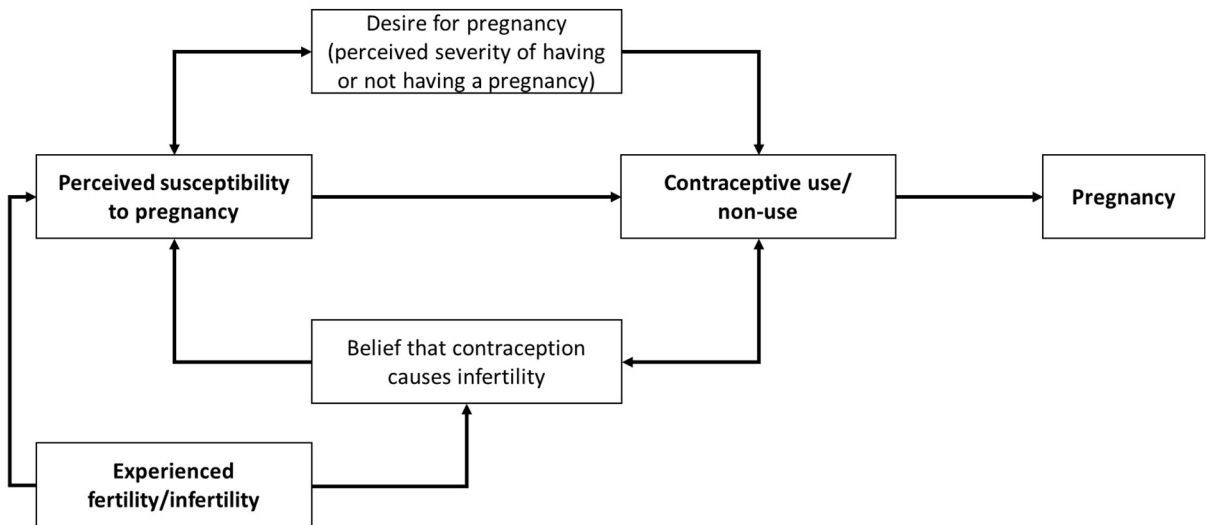 Desire for pregnancy
(perceived severity of having
or not having a pregnancy)
Perceived susceptibility
to pregnancy
Contraceptive use/
non-use
Pregnancy
Belief that contraception
causes infertility
Experienced
fertility/infertility